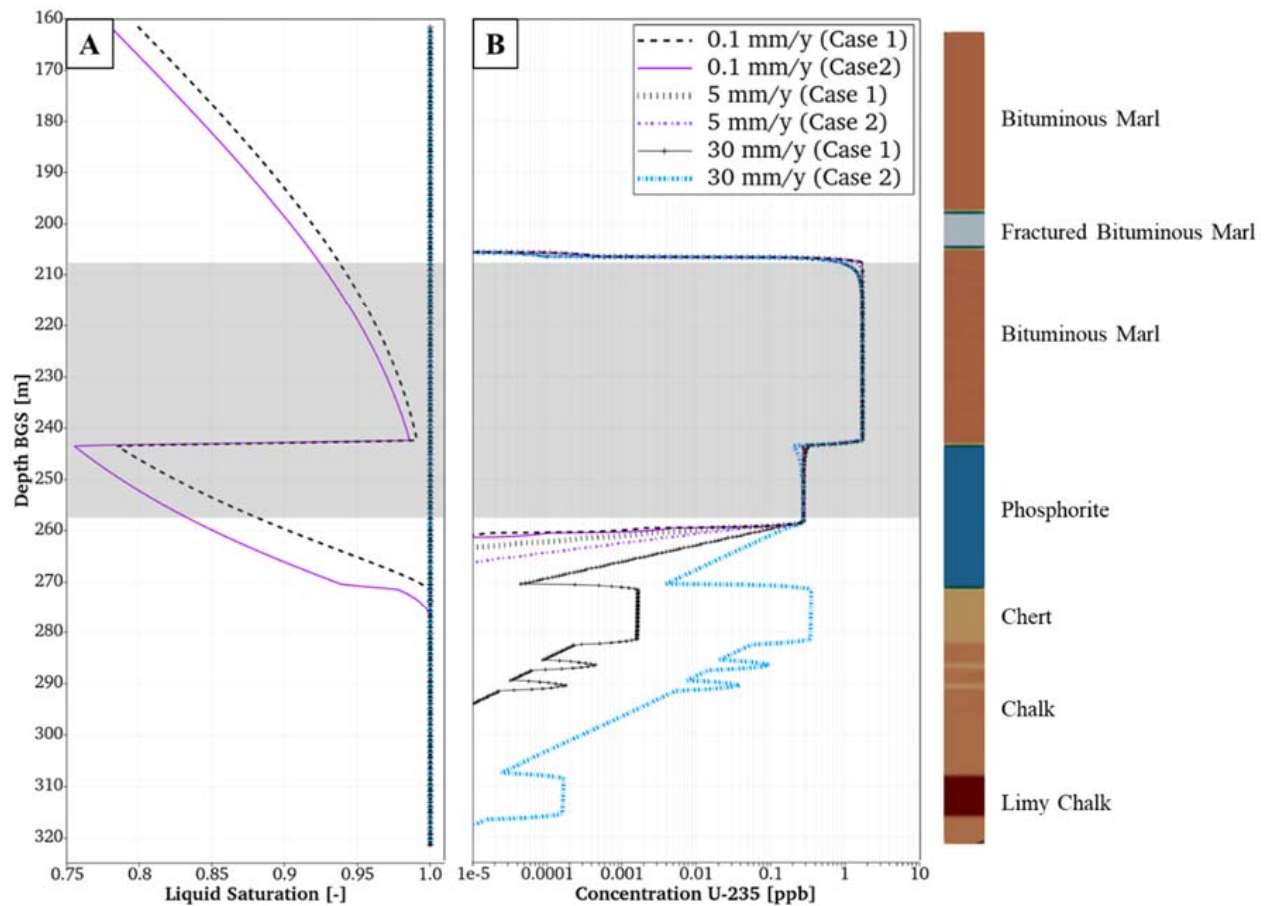 A
B
0.1 mm/y (Case 1)
0.1 mm/y (Case2)
5 mm/y (Case 1)
5 mm/y (Case 2)
30 mm/y (Case 1)
30 mm/y (Case 2)
Depth BGS [m]
160
170
180
190
200
210
220
230
240
250
260
270
280
290
300
310
320
0.75
0.8
0.85
0.9
0.95
1.0
Liquid Saturation [-]
1e-5
0.0001
0.001
0.01
0.1
1
10
Concentration U-235 [ppb]
Bituminous Marl
Fractured Bituminous Marl
Bituminous Marl
Phosphorite
Chert
Chalk
Limy Chalk